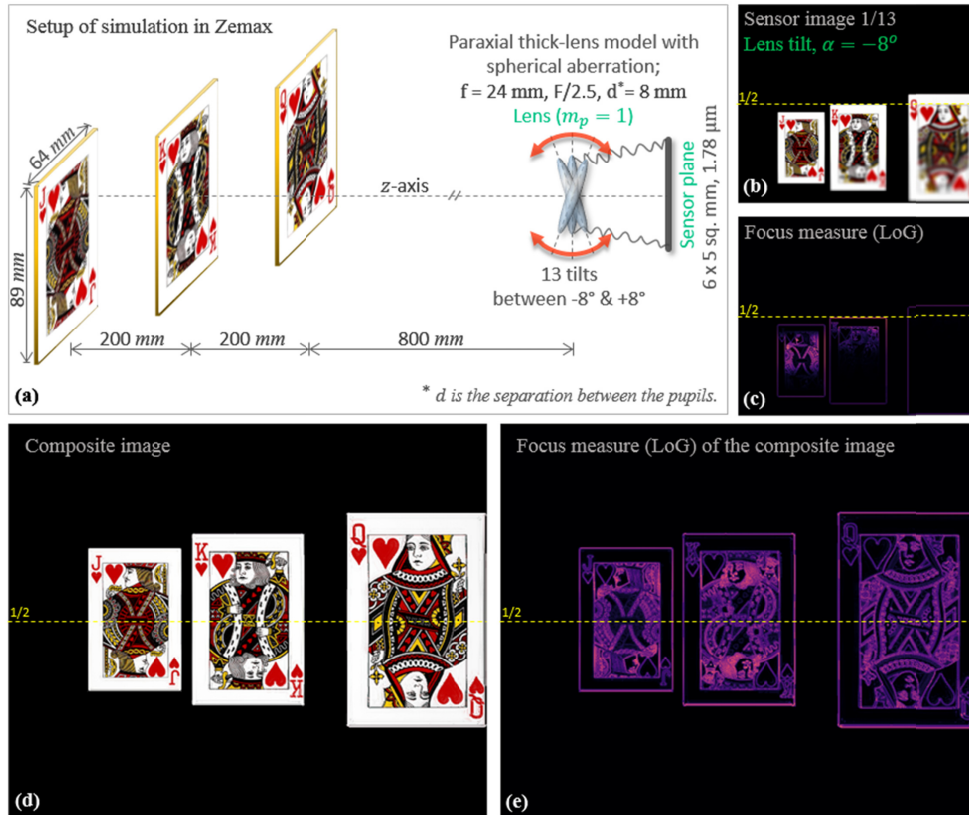 Setup of simulation in Zemax
Paraxial thick-lens model with
spherical aberration;
f = 24 mm, F/2.5, d* = 8 mm
Lens (m_p = 1)
64 mm
89 mm
z-axis
J
J
K
K
Q
Q
13 tilts
between -8° & +8°
Sensor plane
6 x 5 sq. mm, 1.78 µm
200 mm
200 mm
800 mm
(a)
* d is the separation between the pupils.
Sensor image 1/13
Lens tilt, α = −8°
1/2
J
K
Q
(b)
Focus measure (LoG)
1/2
(c)
Composite image
J
K
Q
1/2
J
K
Q
(d)
Focus measure (LoG) of the composite image
J
K
Q
1/2
J
K
Q
(e)